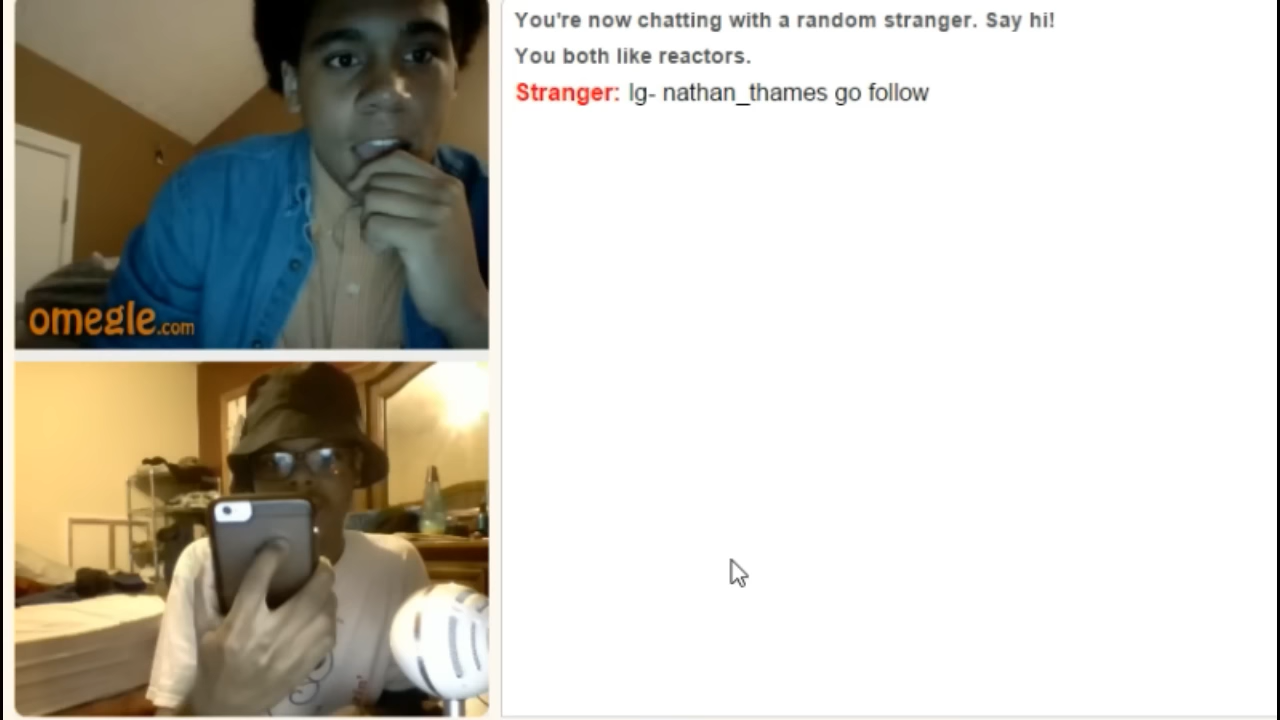 You're now chatting with a random stranger. Say hi!
You both like reactors.
Stranger: Ig- nathan_thames go follow
omegle.com